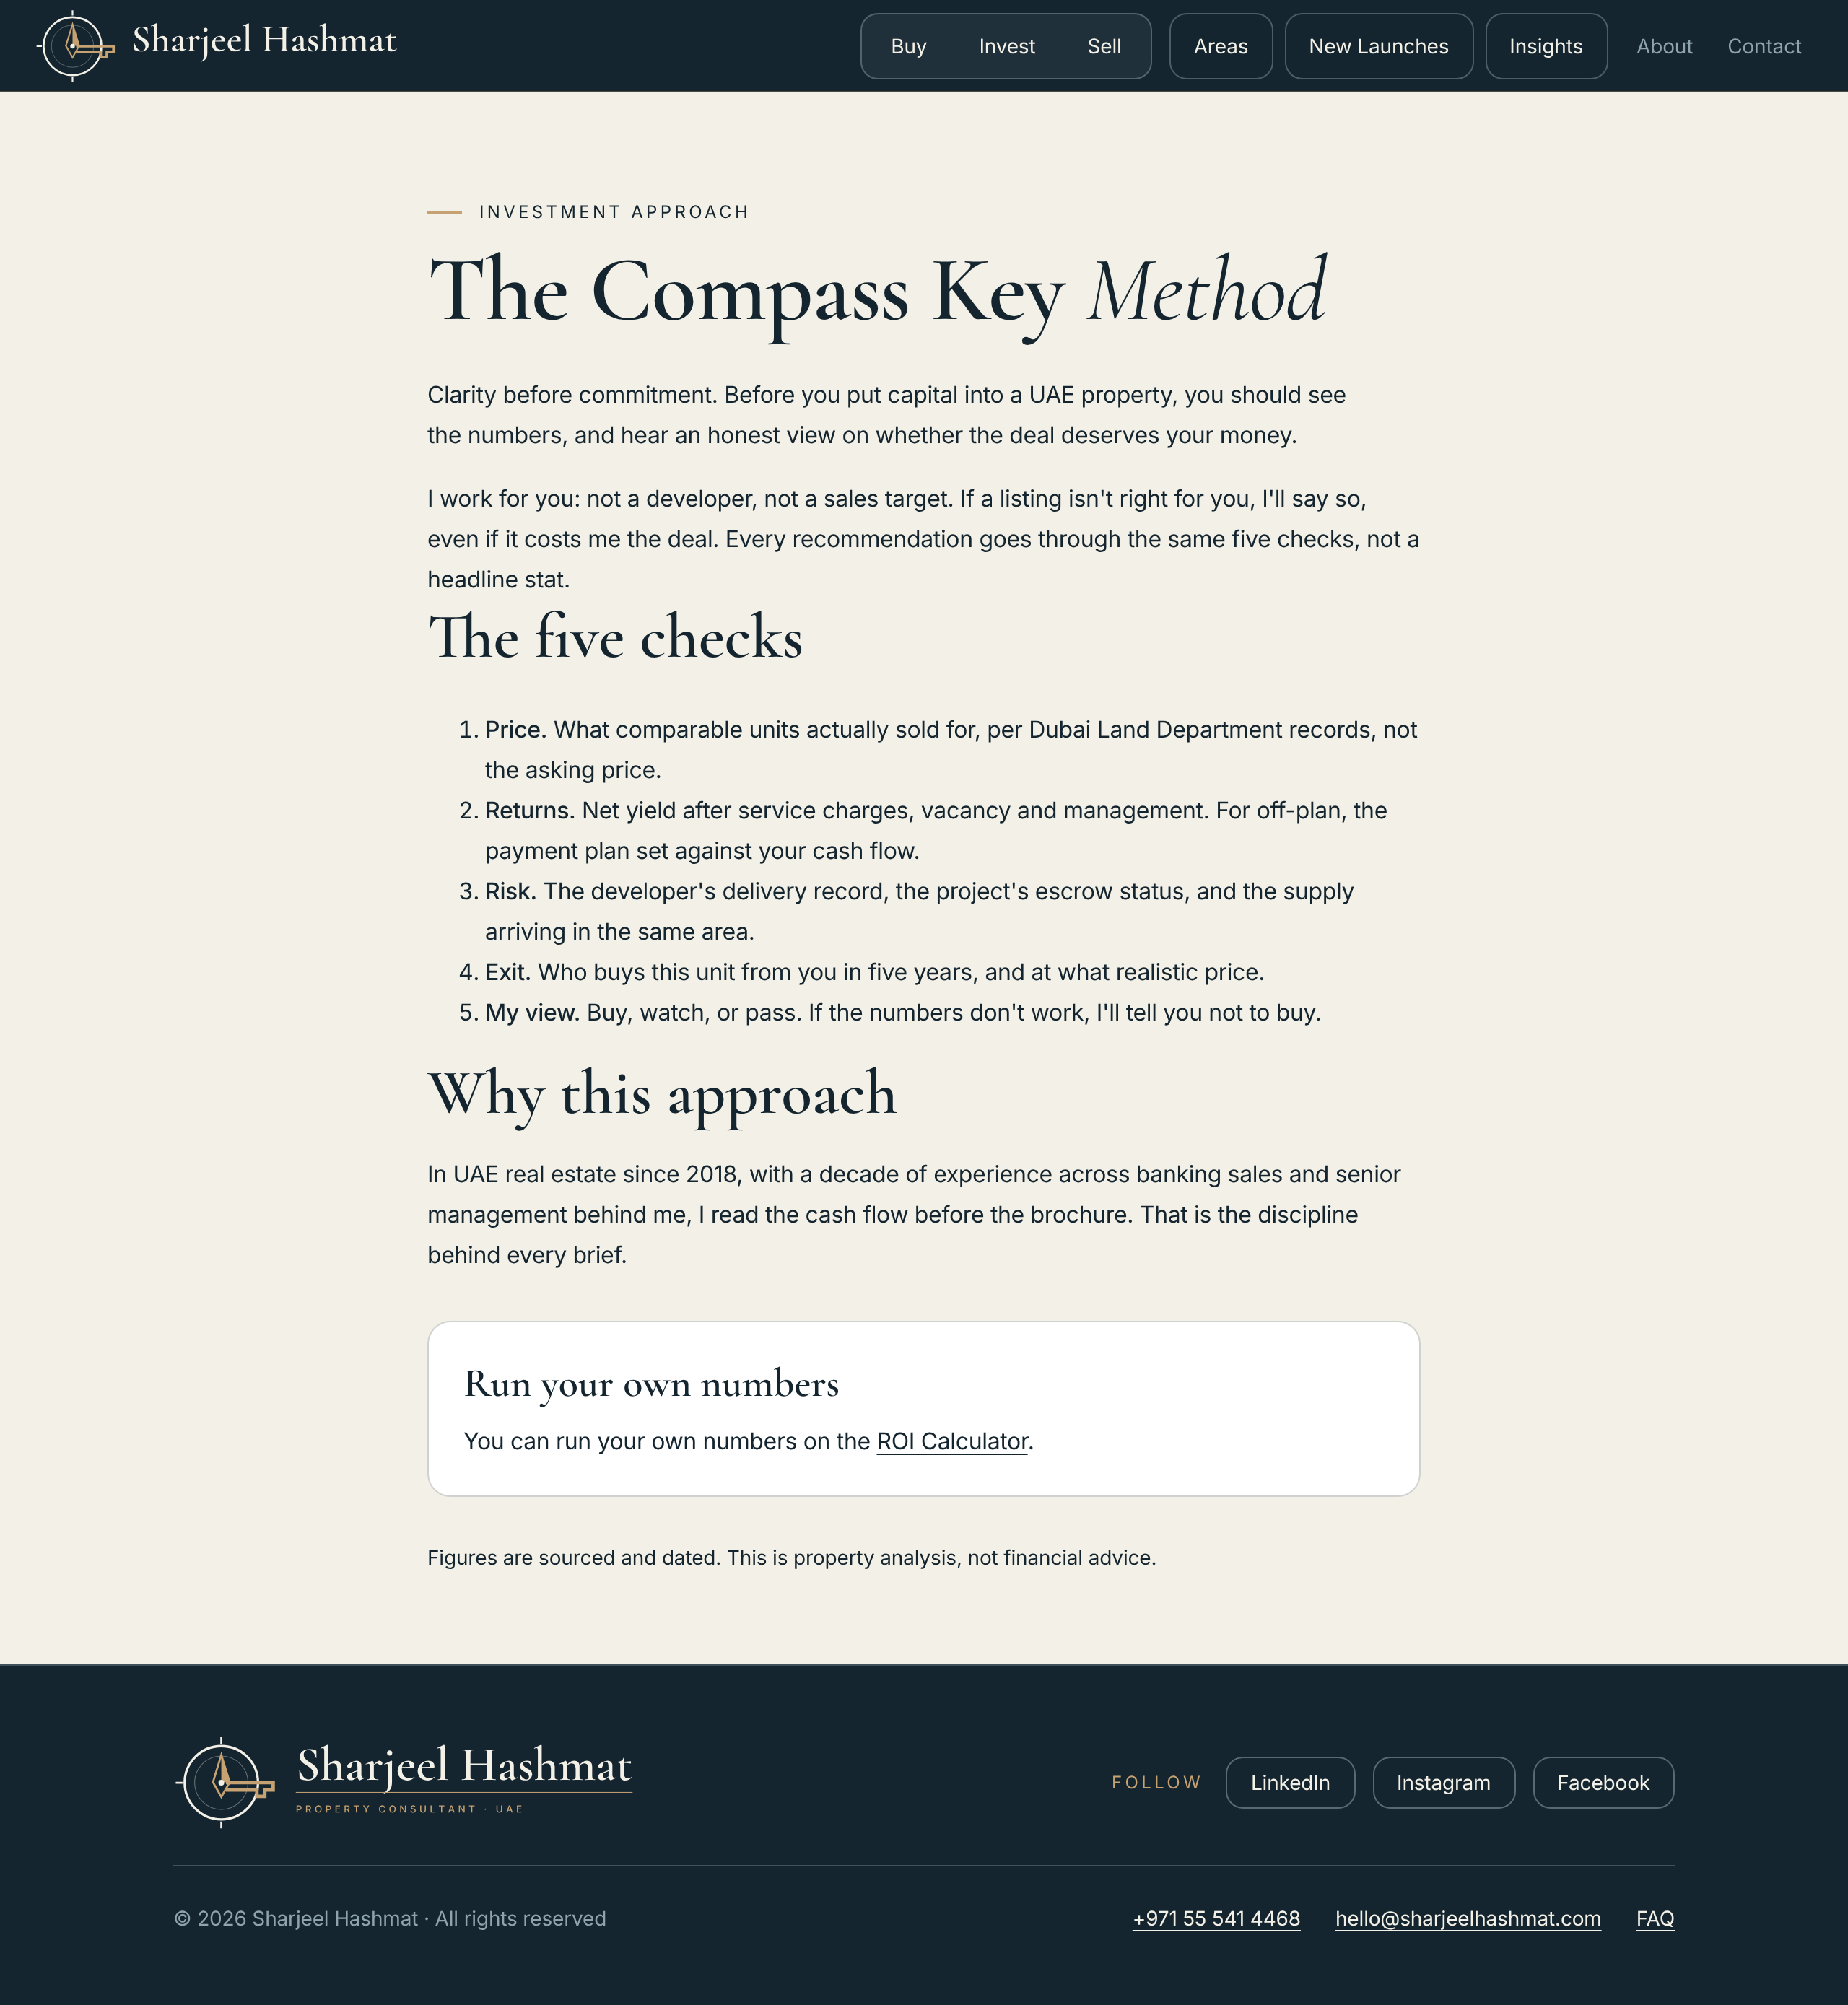 Sharjeel Hashmat
Buy
Invest
Sell
Areas
New Launches
Insights
About
Contact
INVESTMENT APPROACH
The Compass Key Method
Clarity before commitment. Before you put capital into a UAE property, you should see
the numbers, and hear an honest view on whether the deal deserves your money.
I work for you: not a developer, not a sales target. If a listing isn't right for you, I'll say so,
even if it costs me the deal. Every recommendation goes through the same five checks, not a
headline stat.
The five checks
1. Price. What comparable units actually sold for, per Dubai Land Department records, not
the asking price.
2. Returns. Net yield after service charges, vacancy and management. For off-plan, the
payment plan set against your cash flow.
3. Risk. The developer's delivery record, the project's escrow status, and the supply
arriving in the same area.
4. Exit. Who buys this unit from you in five years, and at what realistic price.
5. My view. Buy, watch, or pass. If the numbers don't work, I'll tell you not to buy.
Why this approach
In UAE real estate since 2018, with a decade of experience across banking sales and senior
management behind me, I read the cash flow before the brochure. That is the discipline
behind every brief.
Run your own numbers
You can run your own numbers on the ROI Calculator.
Figures are sourced and dated. This is property analysis, not financial advice.
Sharjeel Hashmat
PROPERTY CONSULTANT · UAE
FOLLOW
LinkedIn
Instagram
Facebook
© 2026 Sharjeel Hashmat · All rights reserved
+971 55 541 4468
hello@sharjeelhashmat.com
FAQ